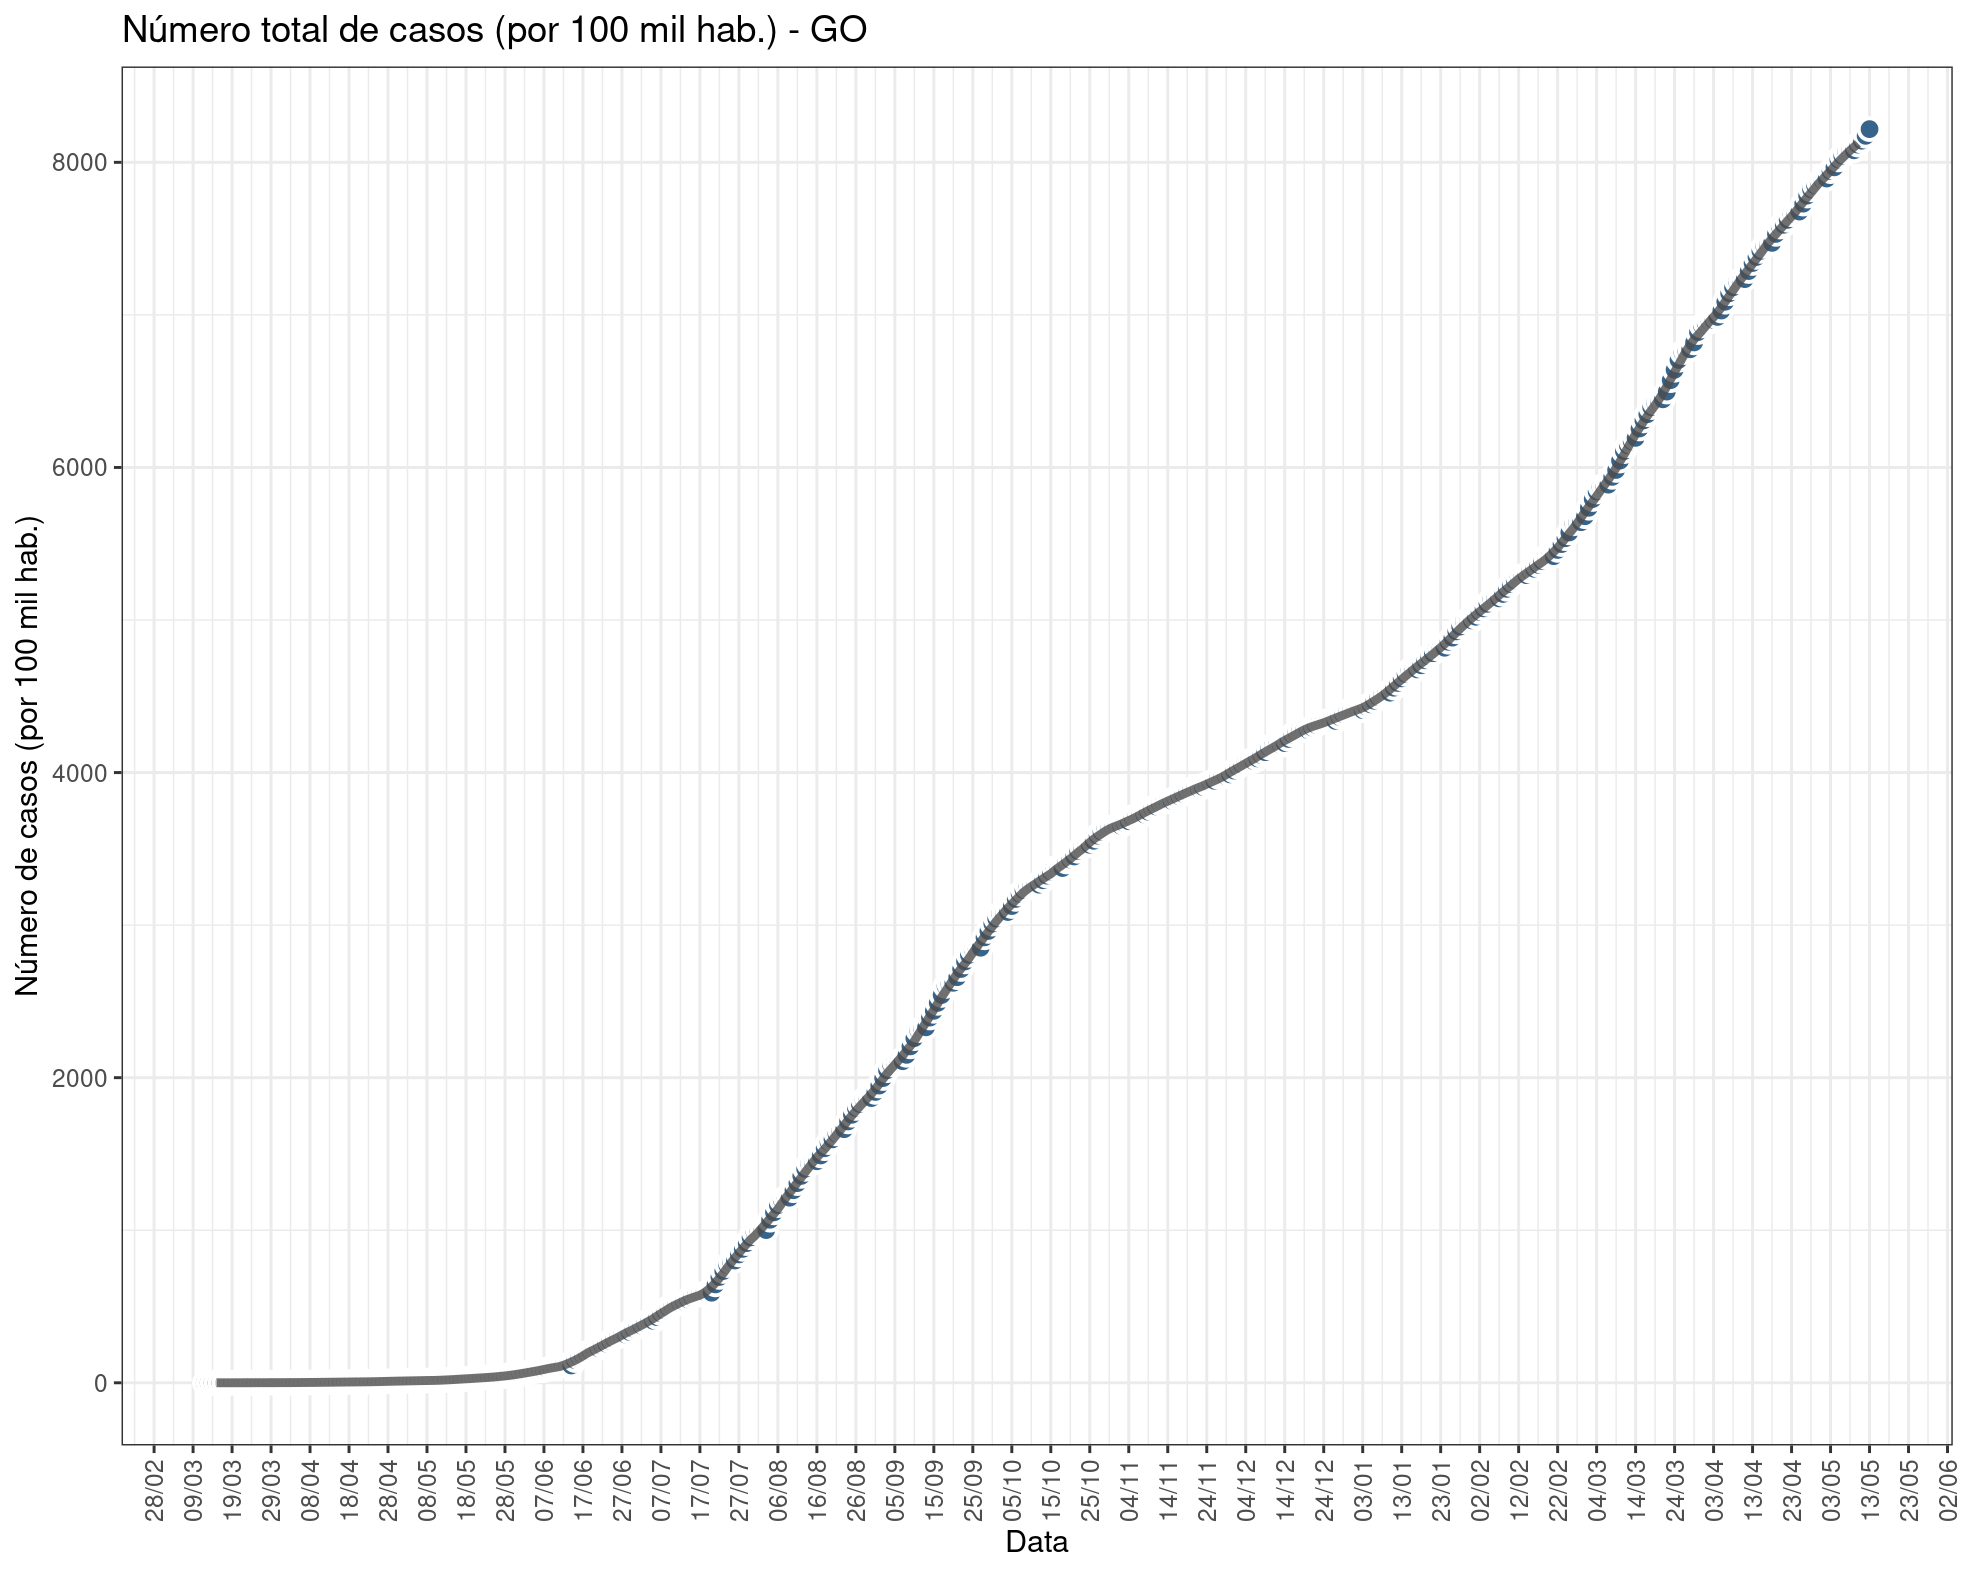 Número total de casos (por 100 mil hab.) - GO
Número de casos (por 100 mil hab.)
8000
6000
4000
2000
0
28/02 09/03 19/03 29/03 08/04 18/04 28/04 08/05 18/05 28/05 07/06 17/06 27/06 07/07 17/07 27/07 06/08 16/08 26/08 05/09 15/09 25/09 05/10 15/10 25/10 04/11 14/11 24/11 04/12 14/12 24/12 03/01 13/01 23/01 02/02 12/02 22/02 04/03 14/03 24/03 03/04 13/04 23/04 03/05 13/05 23/05 02/06
Data